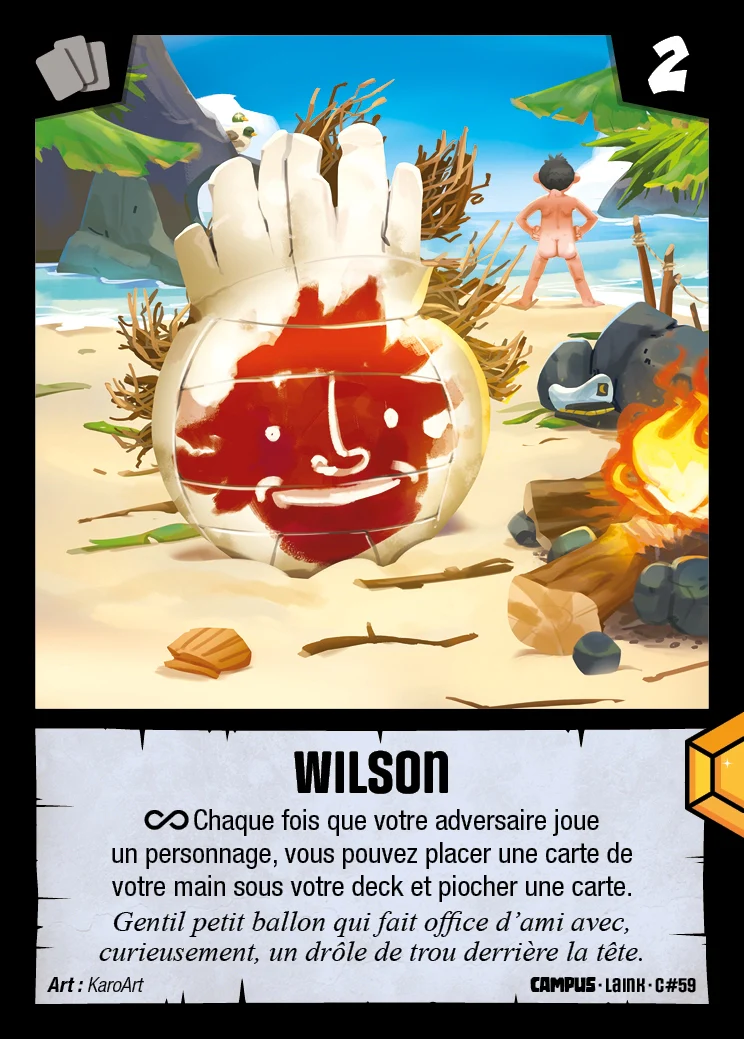 2
WILSON
∞ Chaque fois que votre adversaire joue
un personnage, vous pouvez placer une carte de
votre main sous votre deck et piocher une carte.
Gentil petit ballon qui fait office d’ami avec,
curieusement, un drôle de trou derrière la tête.
Art : KaroArt
CAMPUS · LAINK · C#59